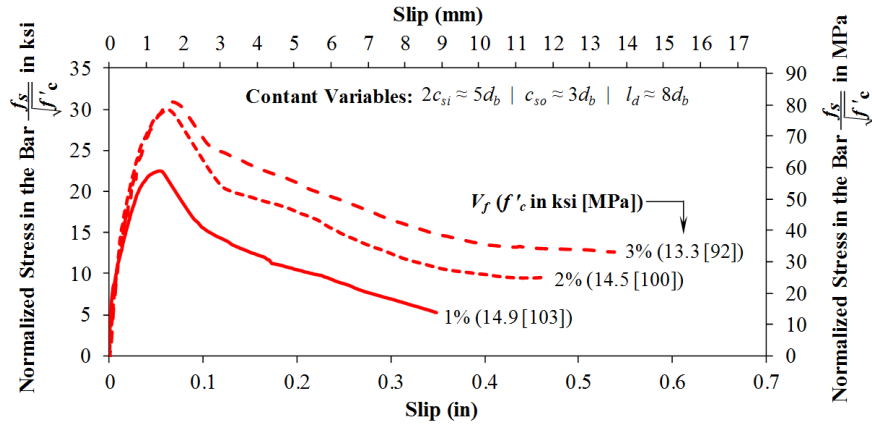 Slip (mm)
0 1 2 3 4 5 6 7 8 9 10 11 12 13 14 15 16 17
Normalized Stress in the Bar fs/√f'c in ksi
35
30
25
20
15
10
5
0
Contant Variables: 2csi ≈ 5db | cso ≈ 3db | ld ≈ 8db
Vf (f'c in ksi [MPa])
3% (13.3 [92])
2% (14.5 [100])
1% (14.9 [103])
90
80
70
60
50
40
30
20
10
0
Normalized Stress in the Bar fs/√f'c in MPa
0 0.1 0.2 0.3 0.4 0.5 0.6 0.7
Slip (in)